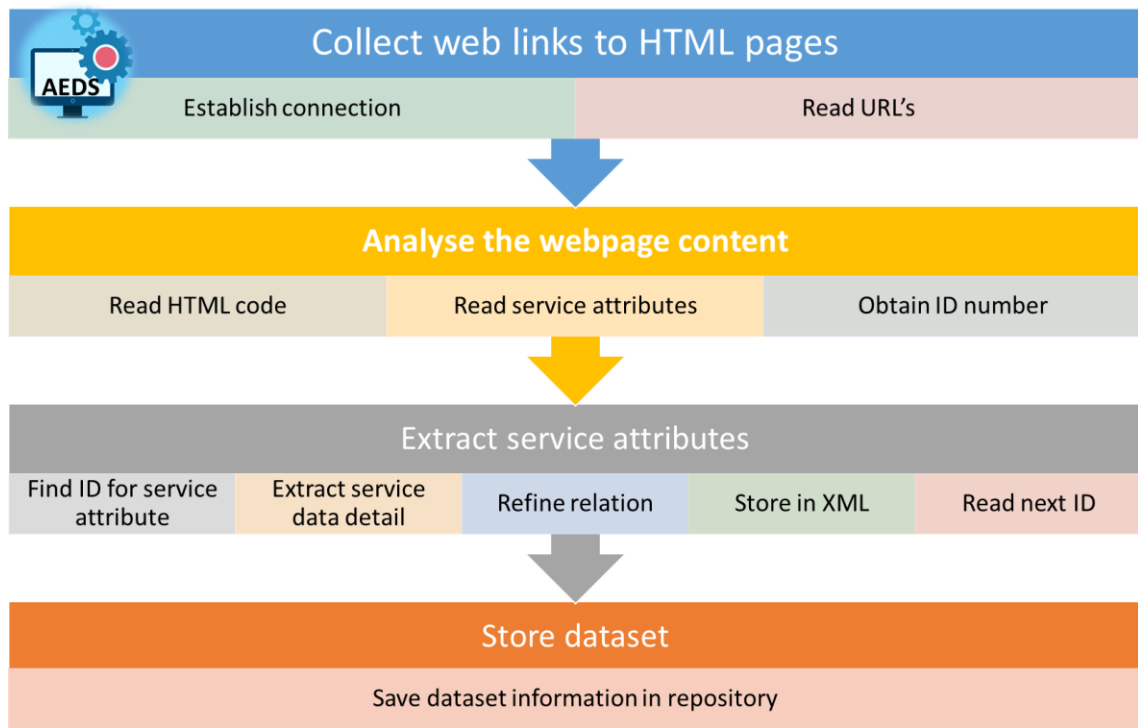 Collect web links to HTML pages
AEDS
Establish connection
Read URL's
Analyse the webpage content
Read HTML code
Read service attributes
Obtain ID number
Extract service attributes
Find ID for service
attribute
Extract service
data detail
Refine relation
Store in XML
Read next ID
Store dataset
Save dataset information in repository